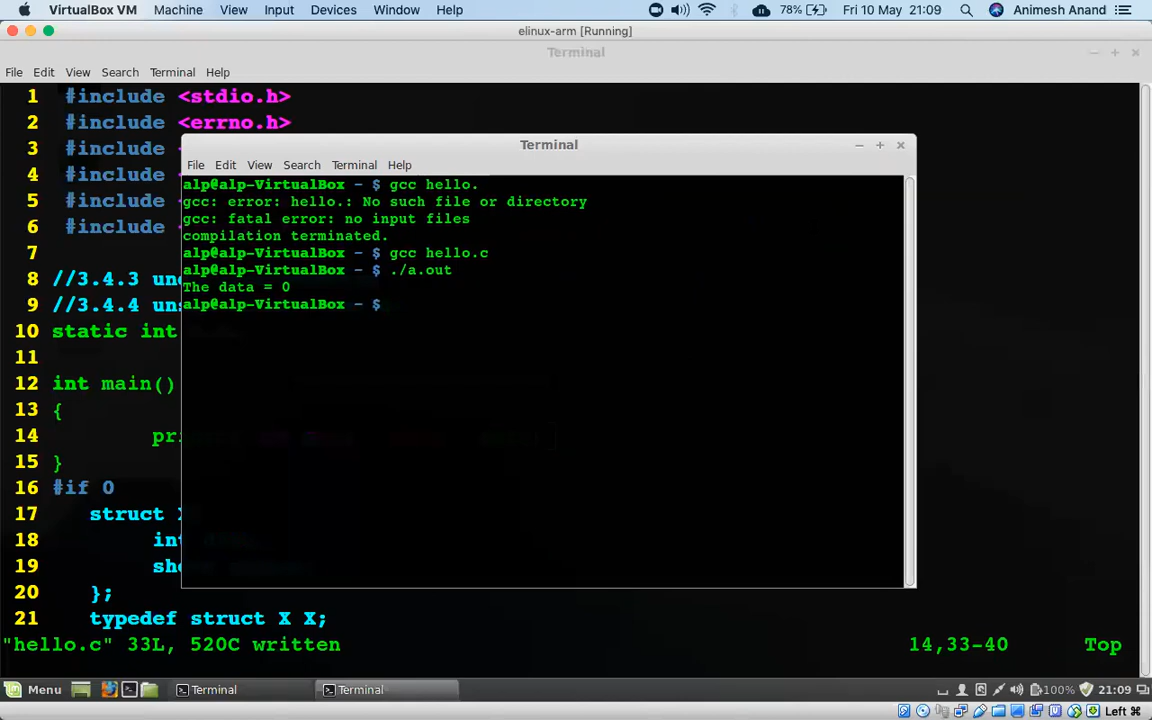 VirtualBox VM Machine View Input Devices Window Help 78% Fri 10 May 21:09 Animesh Anand
elinux-arm [Running]
Terminal
File Edit View Search Terminal Help
1 #include <stdio.h>
2 #include <errno.h>
3 #include <
4 #include <
5 #include <
6 #include <
7
8 //3.4.3 un
9 //3.4.4 un
10 static int
11
12 int main()
13 {
14 pri
15 }
16 #if 0
17 struct X
18 int
19 sho
20 };
21 typedef struct X X;
"hello.c" 33L, 520C written 14,33-40 Top
Terminal
File Edit View Search Terminal Help
alp@alp-VirtualBox ~ $ gcc hello.
gcc: error: hello.: No such file or directory
gcc: fatal error: no input files
compilation terminated.
alp@alp-VirtualBox ~ $ gcc hello.c
alp@alp-VirtualBox ~ $ ./a.out
The data = 0
alp@alp-VirtualBox ~ $
Menu Terminal Terminal 100% 21:09
Left ⌘